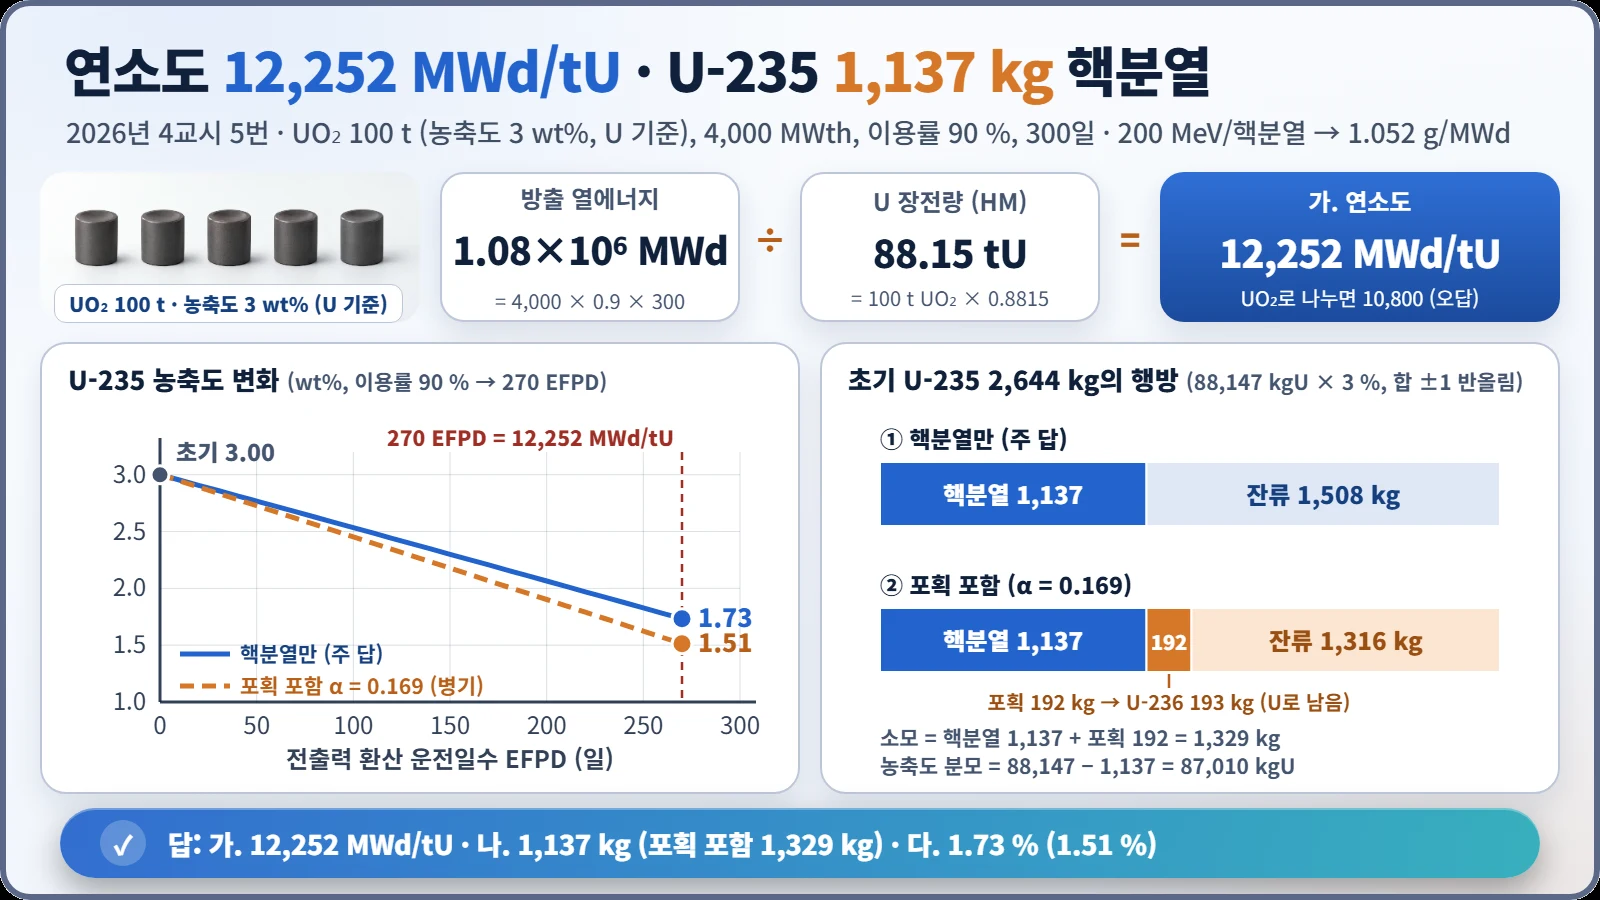 연소도 12,252 MWd/tU · U-235 1,137 kg 핵분열
2026년 4교시 5번 · UO₂ 100 t (농축도 3 wt%, U 기준), 4,000 MWth, 이용률 90 %, 300일 · 200 MeV/핵분열 → 1.052 g/MWd
UO₂ 100 t · 농축도 3 wt% (U 기준)
방출 열에너지
1.08×10⁶ MWd
= 4,000 × 0.9 × 300
÷
U 장전량 (HM)
88.15 tU
= 100 t UO₂ × 0.8815
=
가. 연소도
12,252 MWd/tU
UO₂로 나누면 10,800 (오답)
U-235 농축도 변화 (wt%, 이용률 90 % → 270 EFPD)
270 EFPD = 12,252 MWd/tU
초기 3.00
3.0
2.5
2.0
1.5
1.0
1.73
1.51
핵분열만 (주 답)
포획 포함 α = 0.169 (병기)
0 50 100 150 200 250 300
전출력 환산 운전일수 EFPD (일)
초기 U-235 2,644 kg의 행방 (88,147 kgU × 3 %, 합 ±1 반올림)
① 핵분열만 (주 답)
핵분열 1,137 잔류 1,508 kg
② 포획 포함 (α = 0.169)
핵분열 1,137 192 잔류 1,316 kg
포획 192 kg → U-236 193 kg (U로 남음)
소모 = 핵분열 1,137 + 포획 192 = 1,329 kg
농축도 분모 = 88,147 − 1,137 = 87,010 kgU
✓ 답: 가. 12,252 MWd/tU · 나. 1,137 kg (포획 포함 1,329 kg) · 다. 1.73 % (1.51 %)